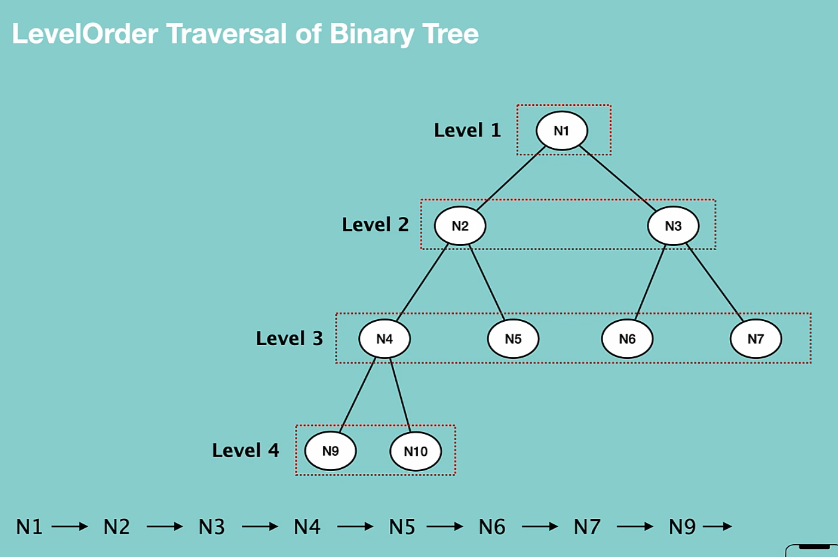 LevelOrder Traversal of Binary Tree
Level 1 N1
Level 2 N2 N3
Level 3 N4 N5 N6 N7
Level 4 N9 N10
N1 → N2 → N3 → N4 → N5 → N6 → N7 → N9 →